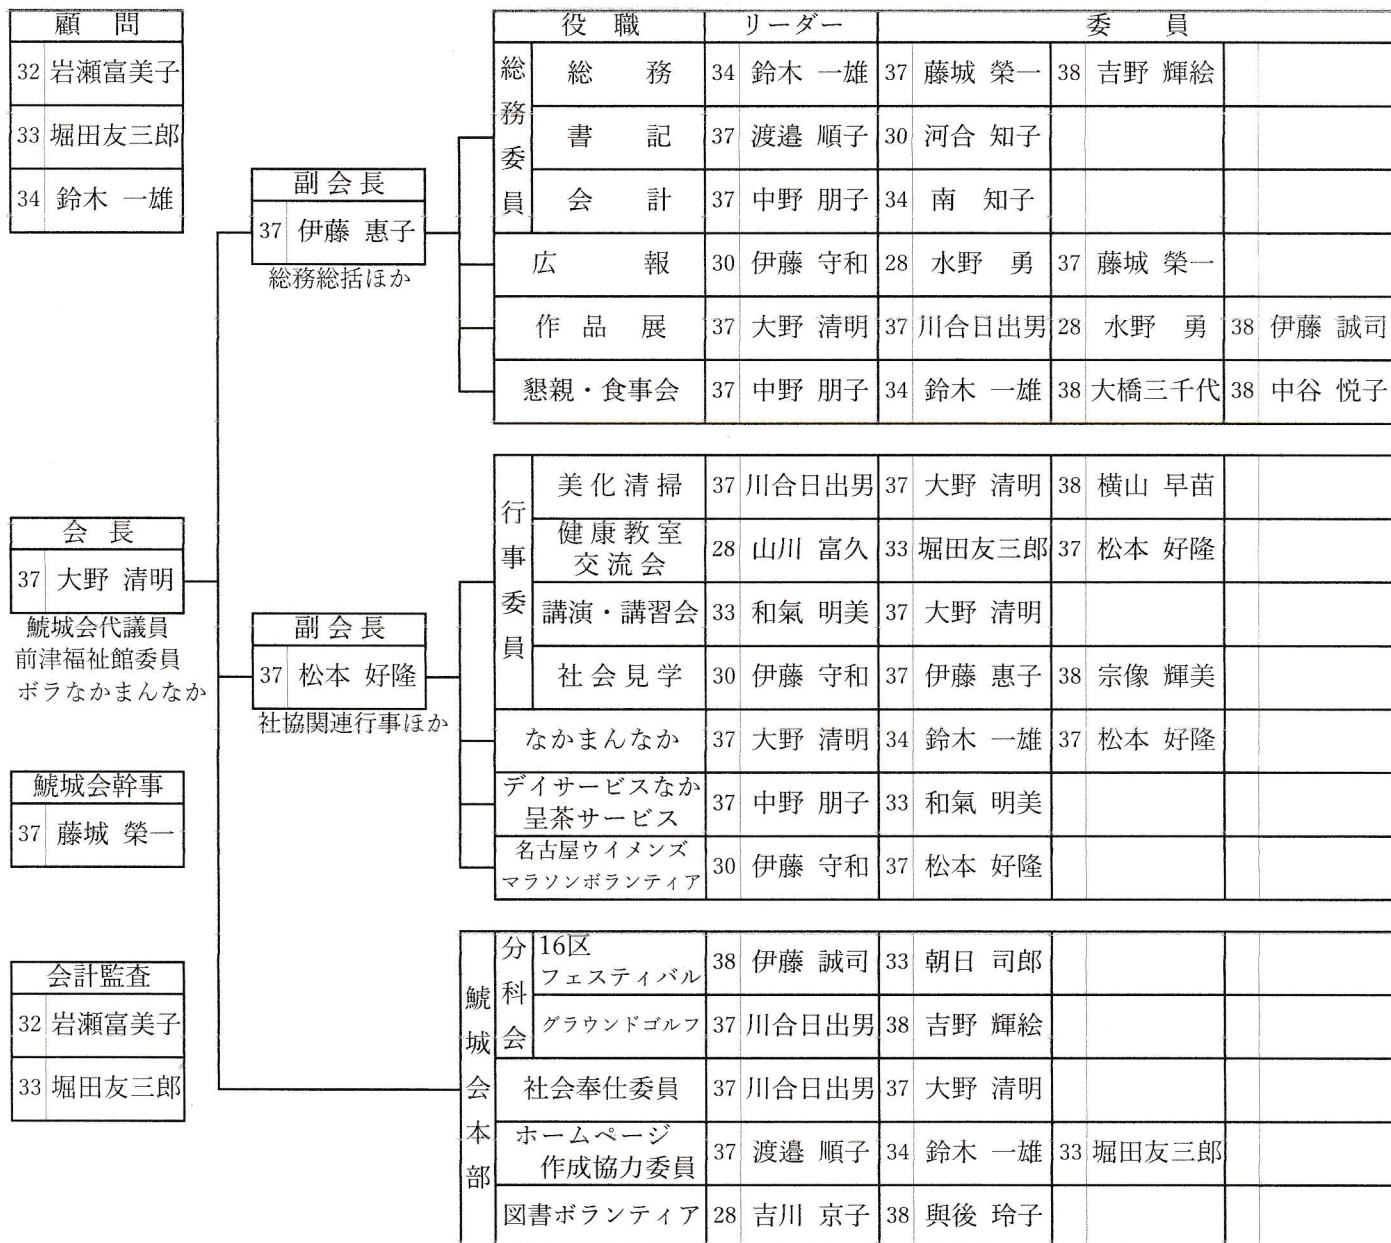 顧 問
32 岩瀬富美子
33 堀田友三郎
34 鈴木 一雄
会 長
37 大野 清明
鯱城会代議員
前津福祉館委員
ボラなかまんなか
鯱城会幹事
37 藤城 榮一
会計監査
32 岩瀬富美子
33 堀田友三郎
副会長
37 伊藤 惠子
総務総括ほか
副会長
37 松本 好隆
社協関連行事ほか
役 職 リーダー 委 員
総務委員
総 務 34 鈴木 一雄 37 藤城 榮一 38 吉野 輝絵
書 記 37 渡邉 順子 30 河合 知子
会 計 37 中野 朋子 34 南 知子
広 報 30 伊藤 守和 28 水野 勇 37 藤城 榮一
作 品 展 37 大野 清明 37 川合日出男 28 水野 勇 38 伊藤 誠司
懇親・食事会 37 中野 朋子 34 鈴木 一雄 38 大橋三千代 38 中谷 悦子
行事委員
美化清掃 37 川合日出男 37 大野 清明 38 横山 早苗
健康教室
交流会 28 山川 富久 33 堀田友三郎 37 松本 好隆
講演・講習会 33 和氣 明美 37 大野 清明
社会見学 30 伊藤 守和 37 伊藤 惠子 38 宗像 輝美
なかまんなか 37 大野 清明 34 鈴木 一雄 37 松本 好隆
デイサービスなか
呈茶サービス 37 中野 朋子 33 和氣 明美
名古屋ウイメンズ
マラソンボランティア 30 伊藤 守和 37 松本 好隆
鯱城会本部
分科会
16区
フェスティバル 38 伊藤 誠司 33 朝日 司郎
グラウンドゴルフ 37 川合日出男 38 吉野 輝絵
社会奉仕委員 37 川合日出男 37 大野 清明
ホームページ
作成協力委員 37 渡邉 順子 34 鈴木 一雄 33 堀田友三郎
図書ボランティア 28 吉川 京子 38 與後 玲子